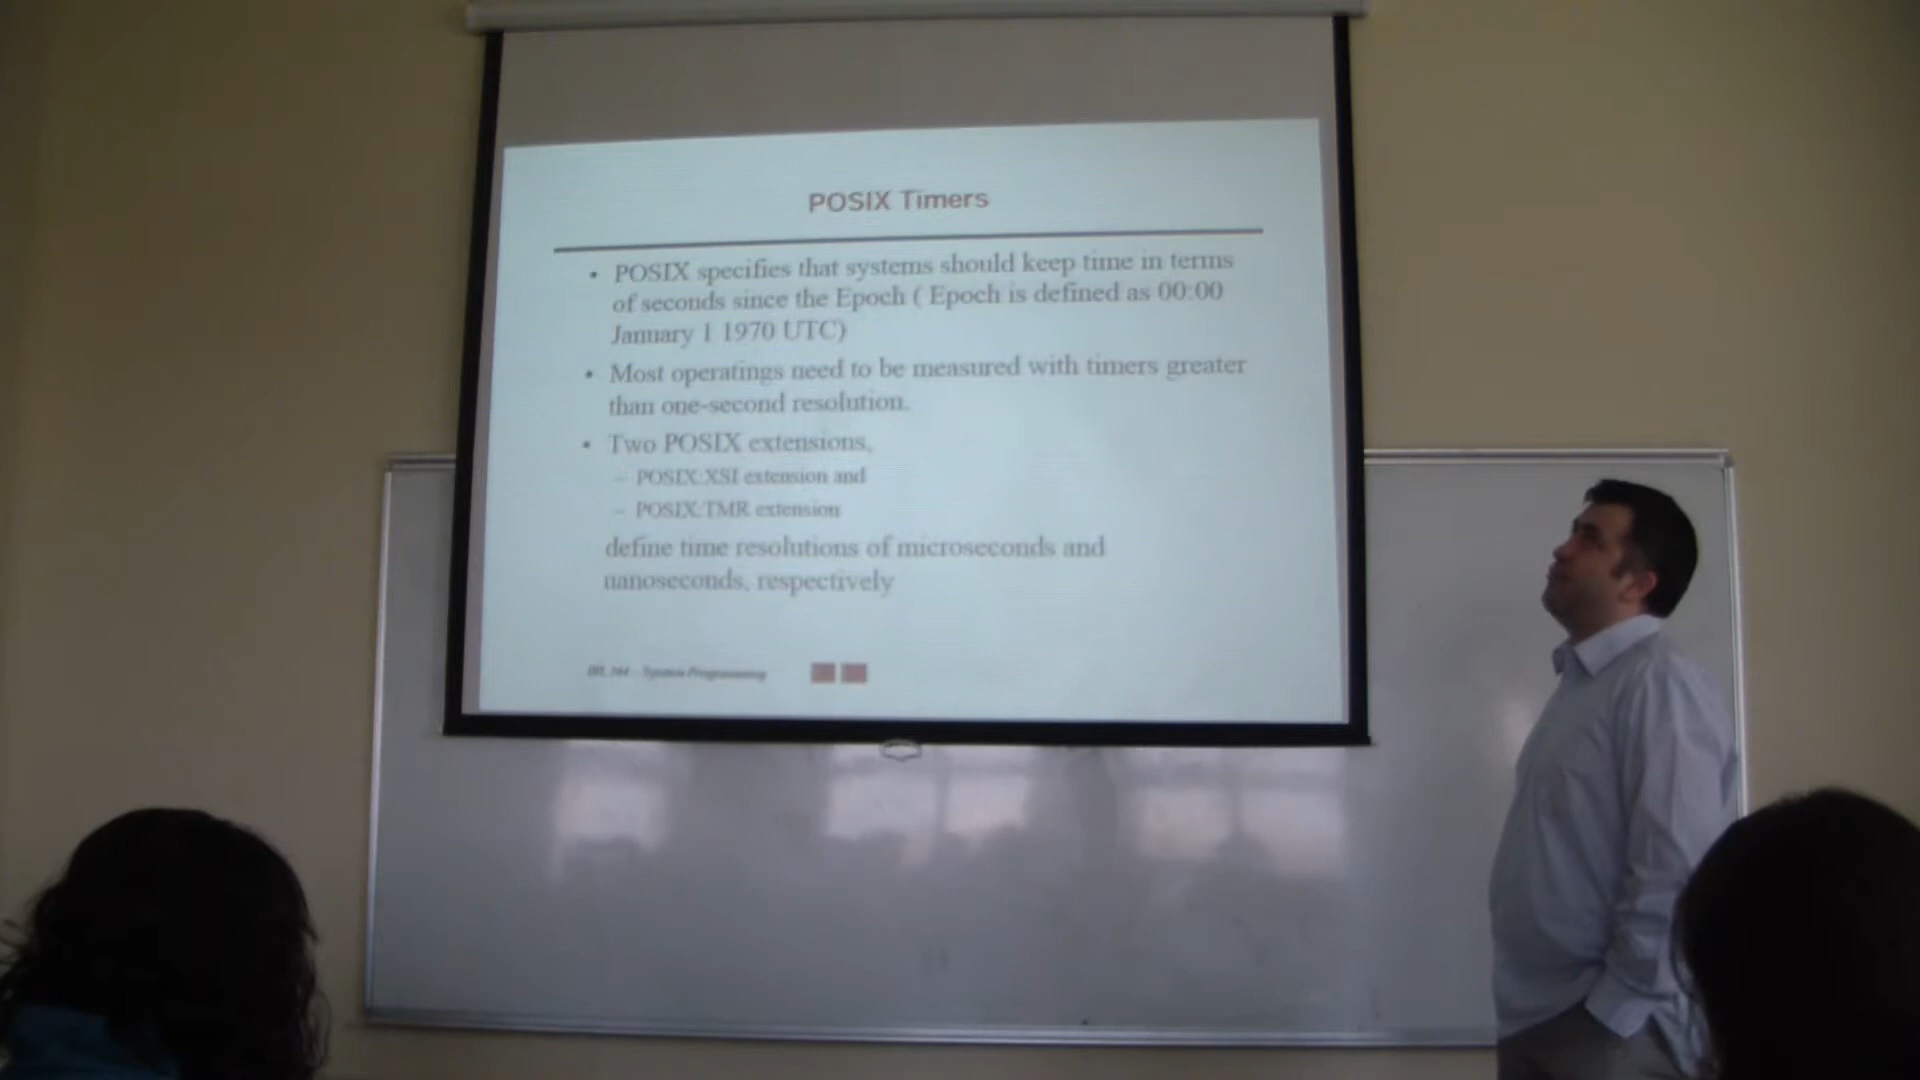 POSIX Timers
• POSIX specifies that systems should keep time in terms
of seconds since the Epoch ( Epoch is defined as 00:00
January 1 1970 UTC)
• Most operatings need to be measured with timers greater
than one-second resolution.
• Two POSIX extensions,
– POSIX:XSI extension and
– POSIX:TMR extension
define time resolutions of microseconds and
nanoseconds, respectively
System Programming